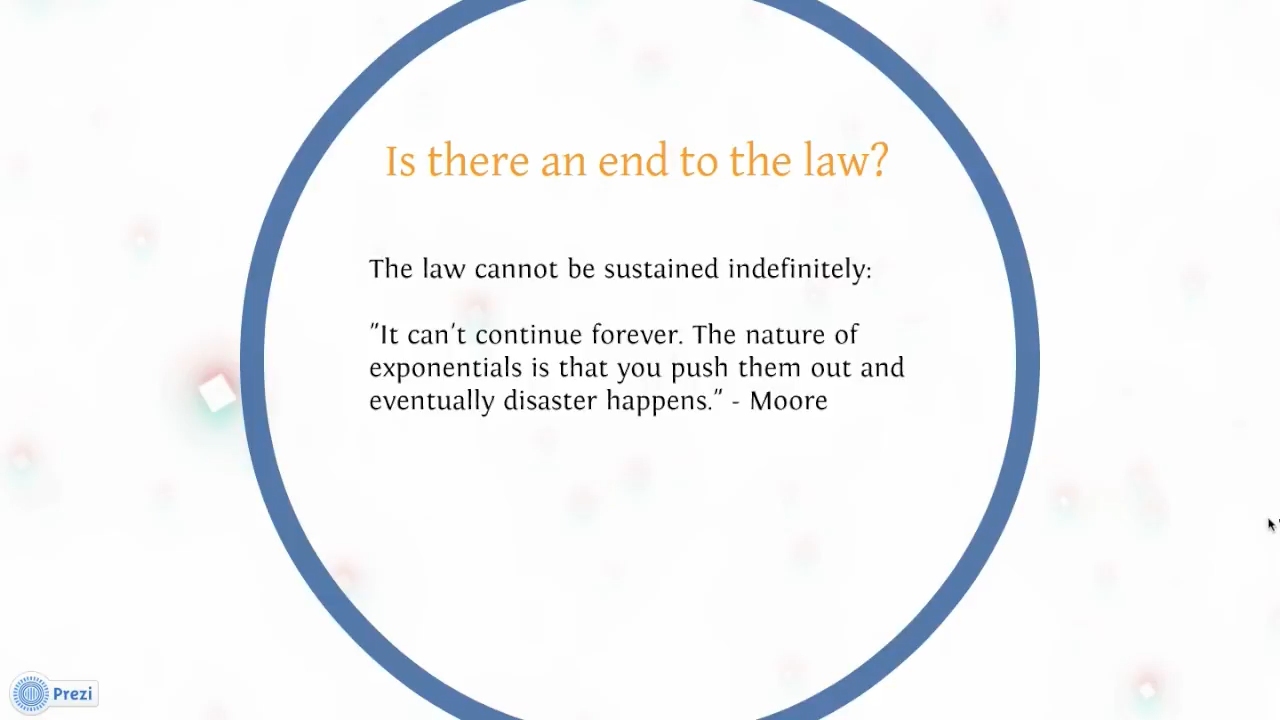 Is there an end to the law?
The law cannot be sustained indefinitely:
"It can't continue forever. The nature of
exponentials is that you push them out and
eventually disaster happens." - Moore
Prezi